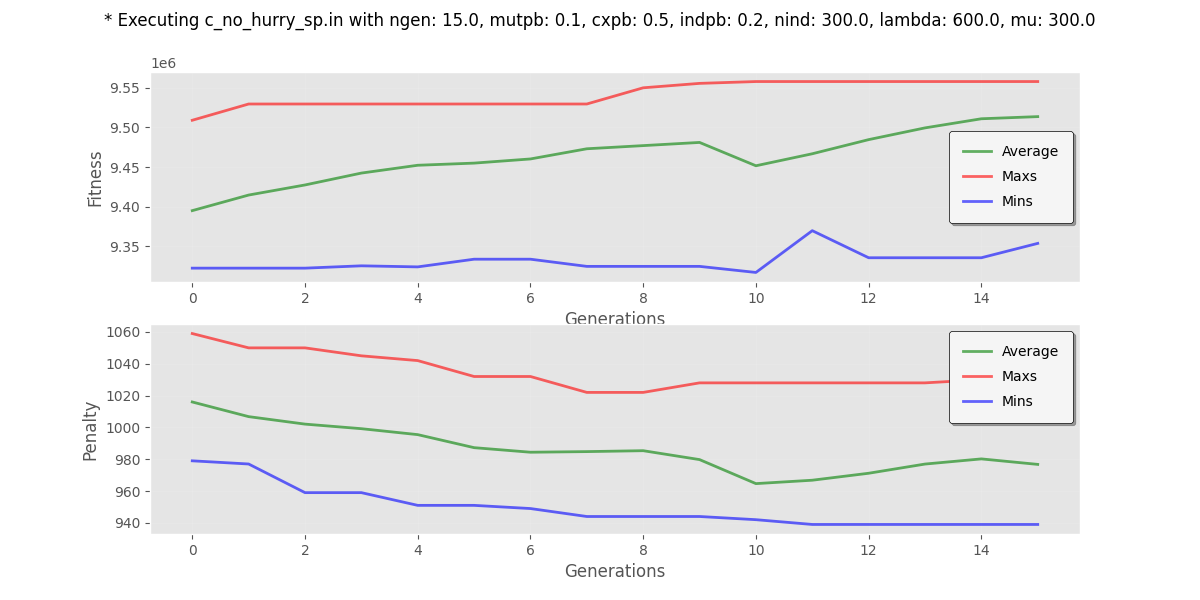 * Executing c_no_hurry_sp.in with ngen: 15.0, mutpb: 0.1, cxpb: 0.5, indpb: 0.2, nind: 300.0, lambda: 600.0, mu: 300.0
1e6
9.55
9.50
9.45
9.40
9.35
Fitness
Average
Maxs
Mins
0 2 4 6 8 10 12 14
Generations
1060
1040
1020
1000
980
960
940
Penalty
Average
Maxs
Mins
0 2 4 6 8 10 12 14
Generations